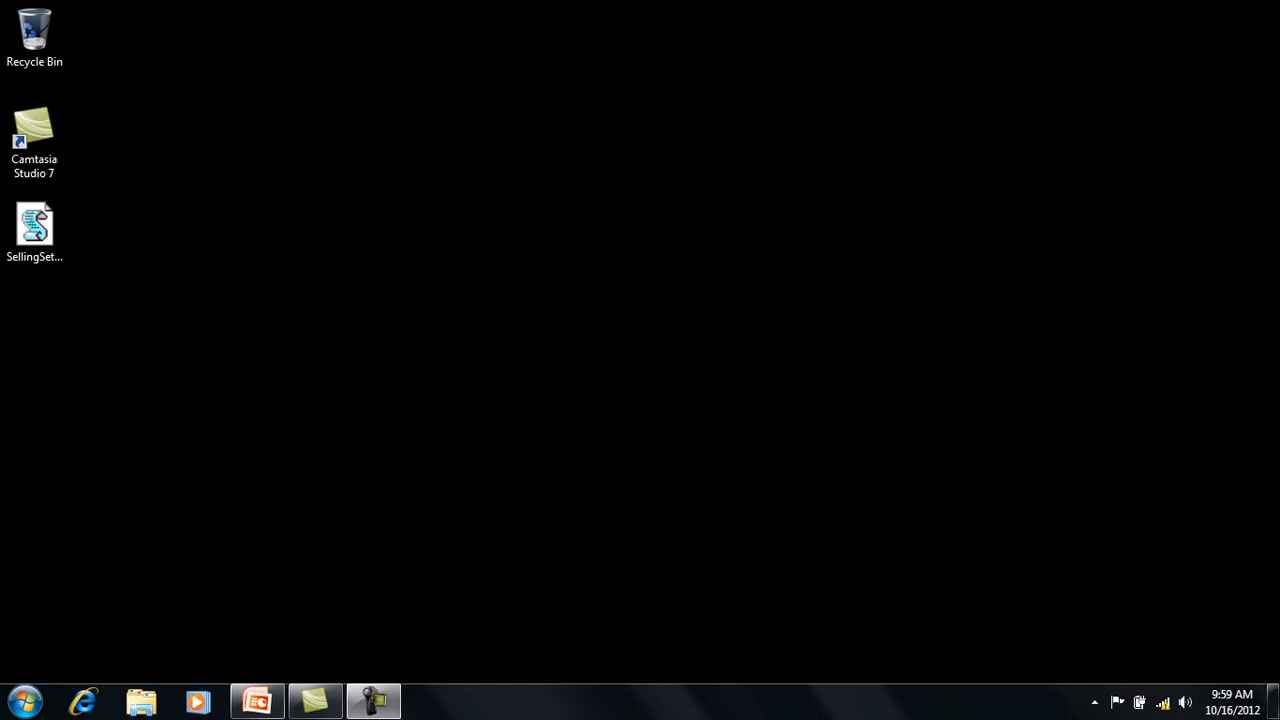 Recycle Bin
Camtasia
Studio 7
SellingSet...
9:59 AM
10/16/2012